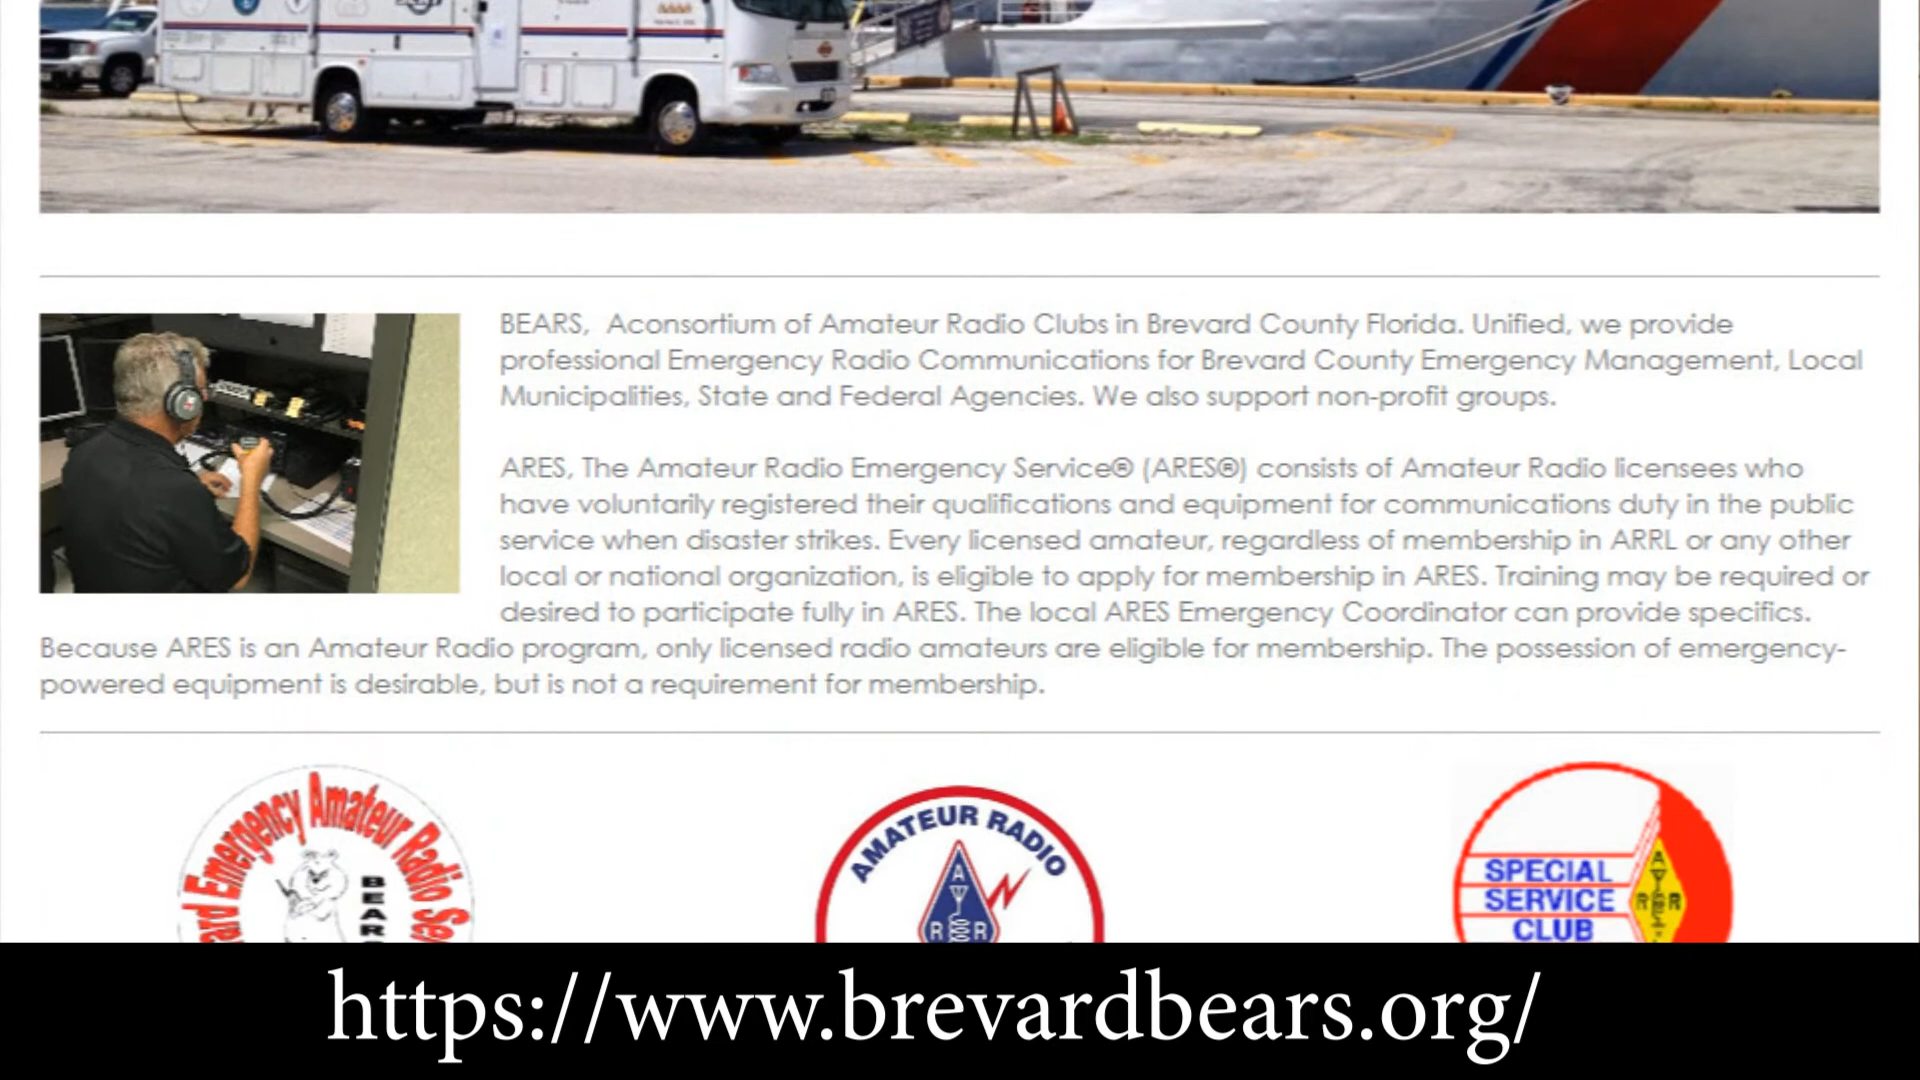 BEARS,  Aconsortium of Amateur Radio Clubs in Brevard County Florida. Unified, we provide
professional Emergency Radio Communications for Brevard County Emergency Management, Local
Municipalities, State and Federal Agencies. We also support non-profit groups.
ARES, The Amateur Radio Emergency Service® (ARES®) consists of Amateur Radio licensees who
have voluntarily registered their qualifications and equipment for communications duty in the public
service when disaster strikes. Every licensed amateur, regardless of membership in ARRL or any other
local or national organization, is eligible to apply for membership in ARES. Training may be required or
desired to participate fully in ARES. The local ARES Emergency Coordinator can provide specifics.
Because ARES is an Amateur Radio program, only licensed radio amateurs are eligible for membership. The possession of emergency-
powered equipment is desirable, but is not a requirement for membership.
Emergency Amateur Radio
BEAR
AMATEUR RADIO
A
R R
SPECIAL
SERVICE
CLUB
A
R R
https://www.brevardbears.org/